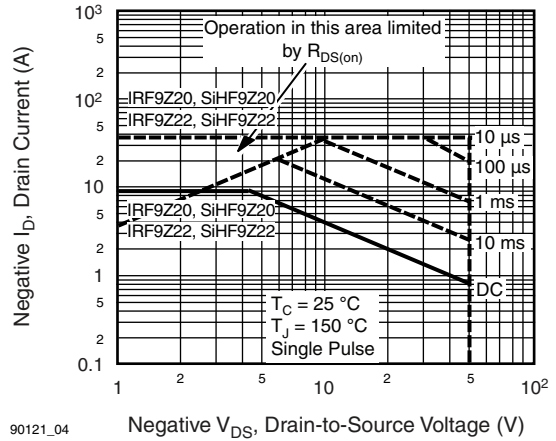 Negative I_D, Drain Current (A)
10³
5
2
10²
5
2
10
5
2
1
5
2
0.1
Operation in this area limited
by R_DS(on)
IRF9Z20, SiHF9Z20
IRF9Z22, SiHF9Z22
IRF9Z20, SiHF9Z20
IRF9Z22, SiHF9Z22
10 µs
100 µs
1 ms
10 ms
DC
T_C = 25 °C
T_J = 150 °C
Single Pulse
1 2 5 10 2 5 10²
Negative V_DS, Drain-to-Source Voltage (V)
90121_04